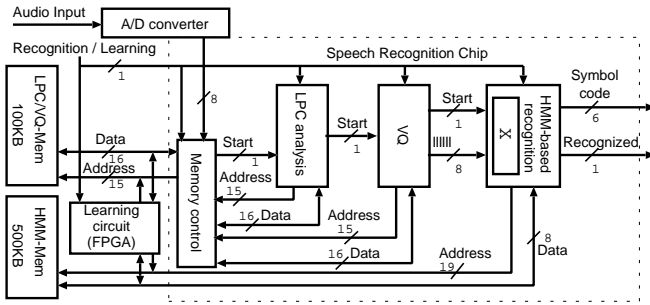 Audio Input
A/D converter
Recognition / Learning
1
8
Speech Recognition Chip
LPC/VQ-Mem
100KB
Data
16
Address
15
Memory control
Start
1
LPC analysis
Start
1
VQ
Start
1
IIIIII
8
HMM-based
recognition
X
Symbol
code
6
Recognized
1
Address
15
16 Data
Address
15
16 Data
HMM-Mem
500KB
Learning
circuit
(FPGA)
Address
19
8
Data